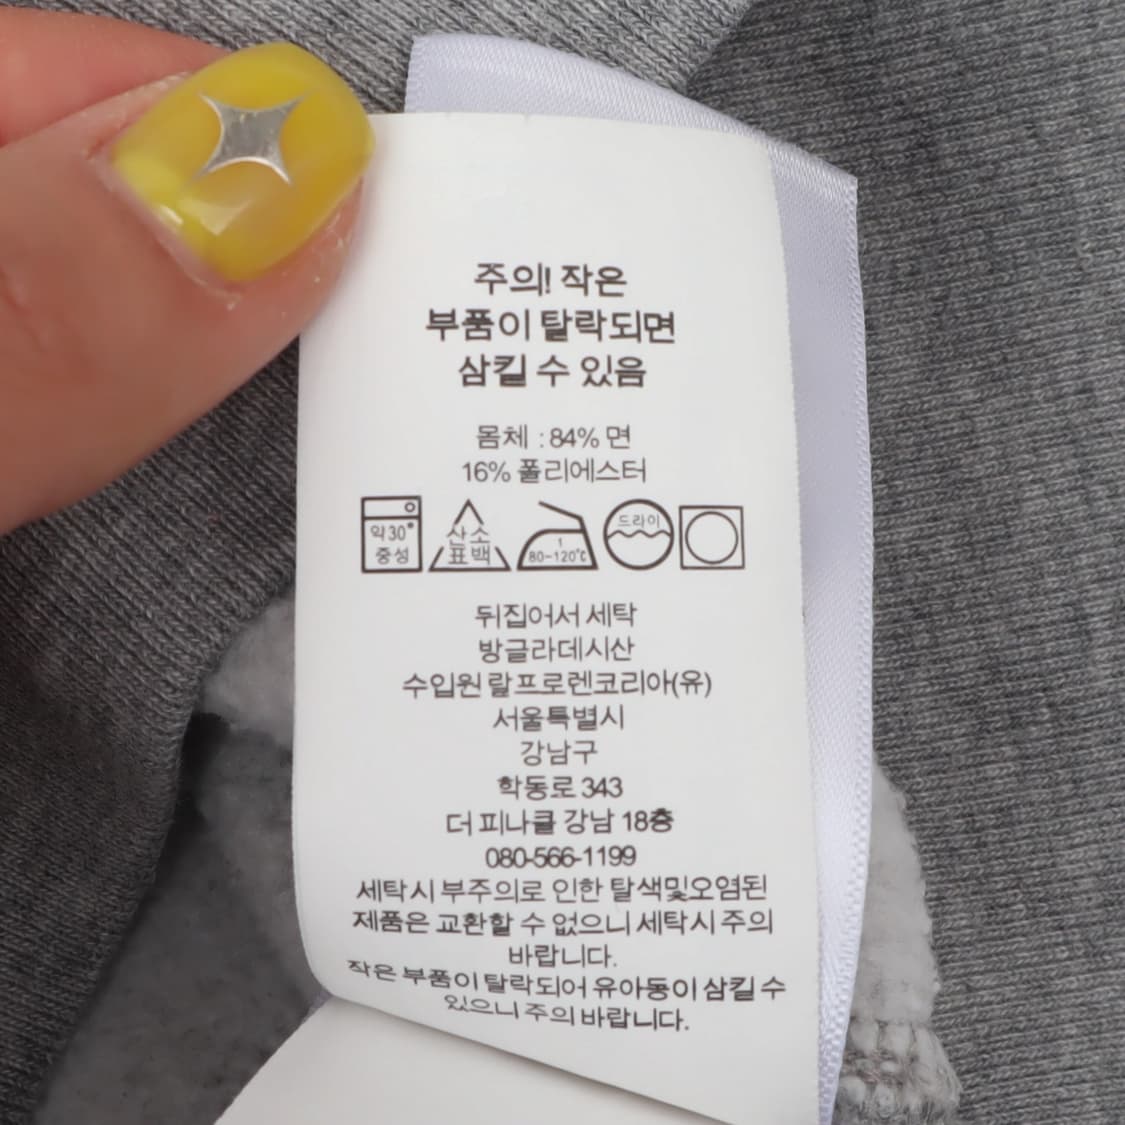 주의! 작은
부품이 탈락되면
삼킬 수 있음
몸체 : 84% 면
16% 폴리에스터
약30°
중성
산소
표백
1
80~120℃
드라이
뒤집어서 세탁
방글라데시산
수입원 랄프로렌코리아(유)
서울특별시
강남구
학동로 343
더 피나클 강남 18층
080-566-1199
세탁시 부주의로 인한 탈색및오염된
제품은 교환할 수 없으니 세탁시 주의
바랍니다.
작은 부품이 탈락되어 유아동이 삼킬 수
있으니 주의 바랍니다.